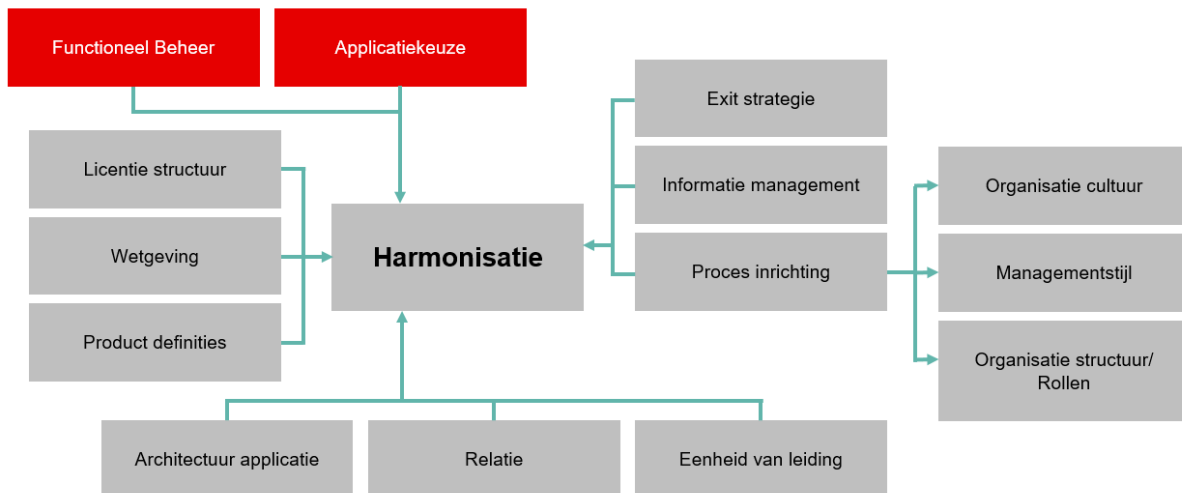 Functioneel Beheer
Applicatiekeuze
Exit strategie
Licentie structuur
Informatie management
Organisatie cultuur
Wetgeving
Harmonisatie
Proces inrichting
Managementstijl
Product definities
Organisatie structuur/
Rollen
Architectuur applicatie
Relatie
Eenheid van leiding